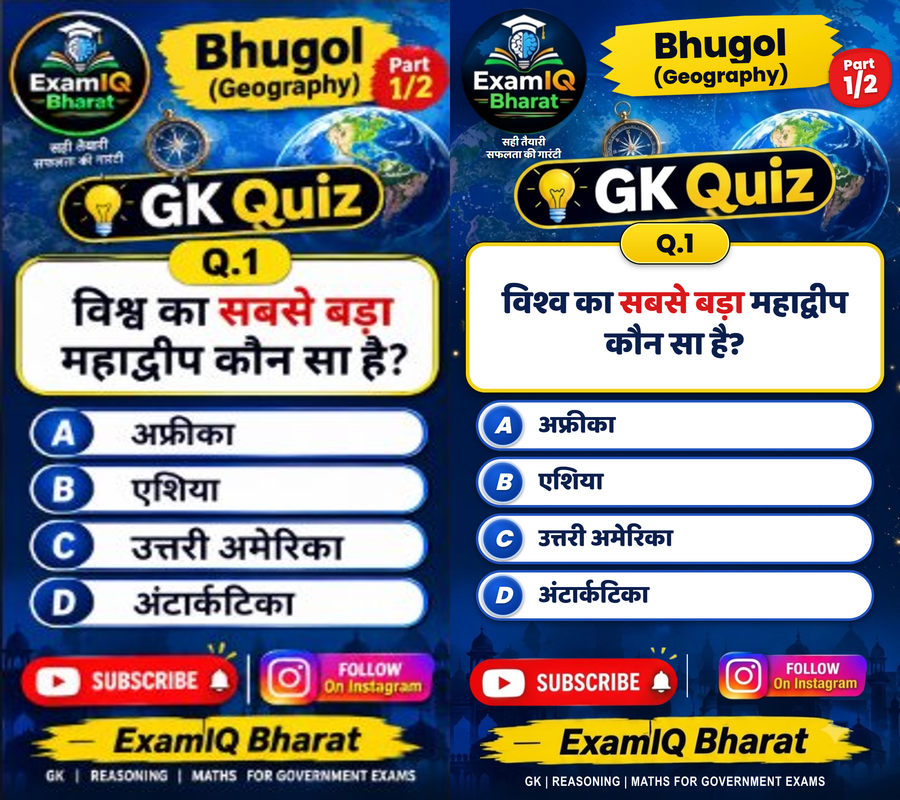 ExamIQ
Bharat
सही तैयारी
सफलता की गारंटी
Bhugol
(Geography)
Part
1/2
GK Quiz
Q.1
विश्व का सबसे बड़ा
महाद्वीप कौन सा है?
A अफ्रीका
B एशिया
C उत्तरी अमेरिका
D अंटार्कटिका
SUBSCRIBE
FOLLOW
On Instagram
ExamIQ Bharat
GK | REASONING | MATHS FOR GOVERNMENT EXAMS
ExamIQ
Bharat
सही तैयारी
सफलता की गारंटी
Bhugol
(Geography)
Part
1/2
GK Quiz
Q.1
विश्व का सबसे बड़ा महाद्वीप
कौन सा है?
A अफ्रीका
B एशिया
C उत्तरी अमेरिका
D अंटार्कटिका
SUBSCRIBE
FOLLOW
On Instagram
ExamIQ Bharat
GK | REASONING | MATHS FOR GOVERNMENT EXAMS